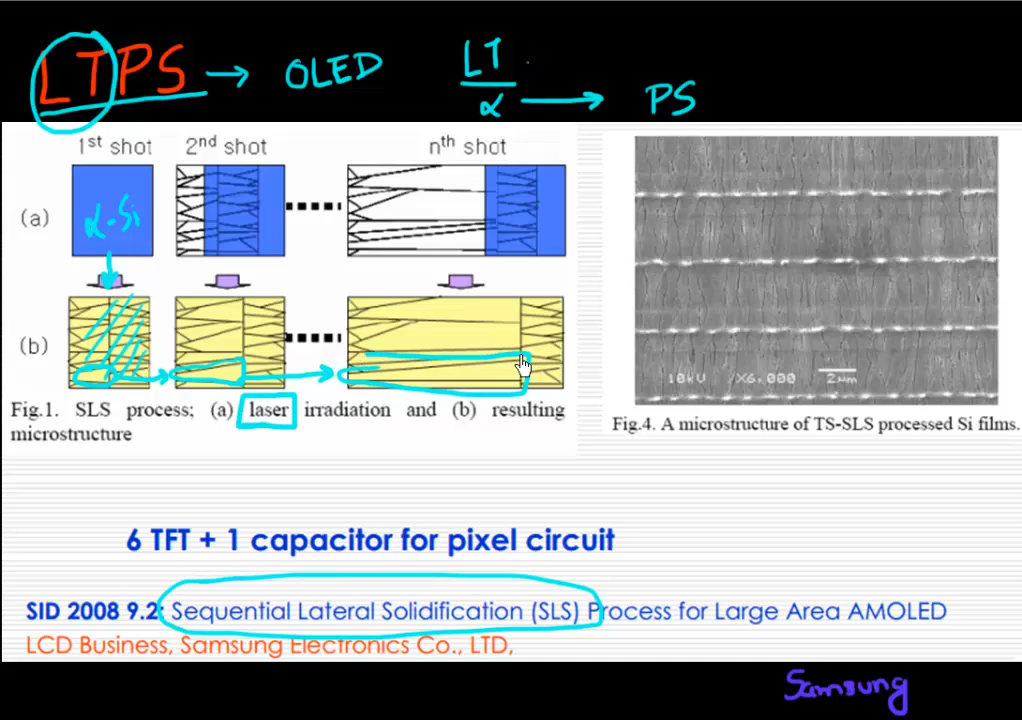 LTPS → OLED LT/α → PS
1st shot 2nd shot nth shot
(a)
α-Si
(b)
10kV X6,000 2μm
Fig.1. SLS process; (a) laser irradiation and (b) resulting
microstructure
Fig.4. A microstructure of TS-SLS processed Si films.
6 TFT + 1 capacitor for pixel circuit
SID 2008 9.2: Sequential Lateral Solidification (SLS) Process for Large Area AMOLED
LCD Business, Samsung Electronics Co., LTD,
Samsung